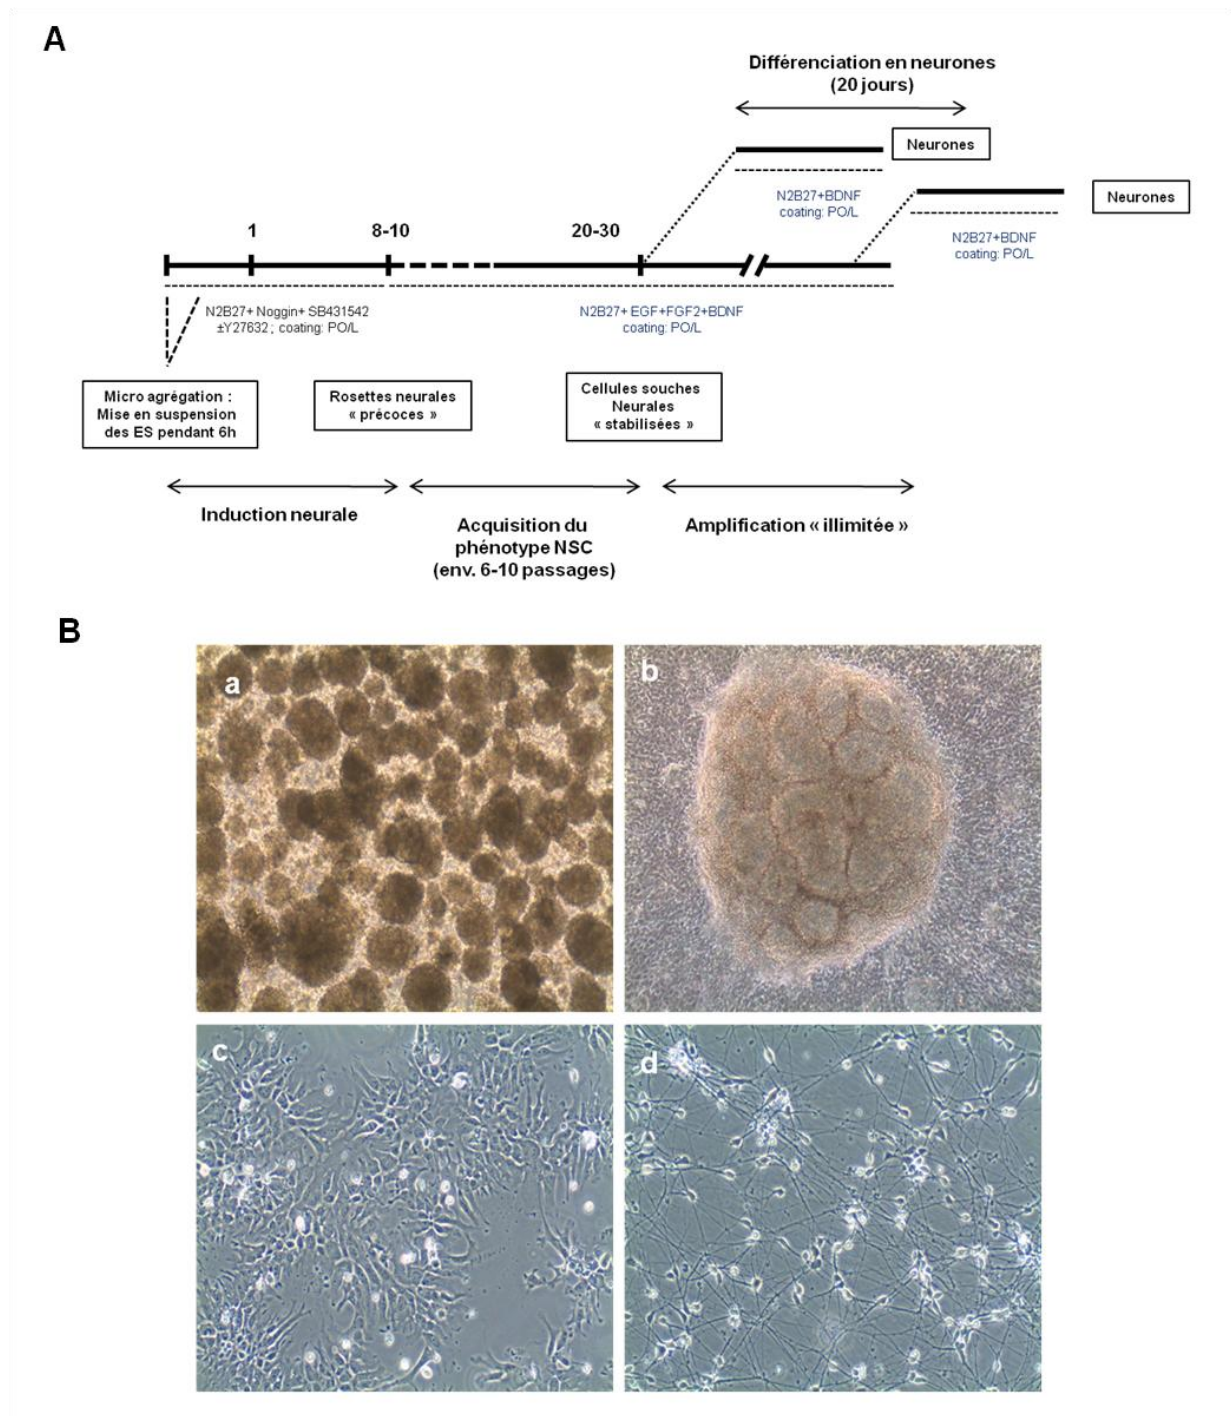 A
Différenciation en neurones
(20 jours)
Neurones
N2B27+BDNF
coating: PO/L
Neurones
N2B27+BDNF
coating: PO/L
1
8-10
20-30
N2B27+ Noggin+ SB431542
±Y27632 ; coating: PO/L
N2B27+ EGF+FGF2+BDNF
coating: PO/L
Micro agrégation :
Mise en suspension
des ES pendant 6h
Rosettes neurales
« précoces »
Cellules souches
Neurales
« stabilisées »
Induction neurale
Acquisition du
phénotype NSC
(env. 6-10 passages)
Amplification « illimitée »
B
a
b
c
d